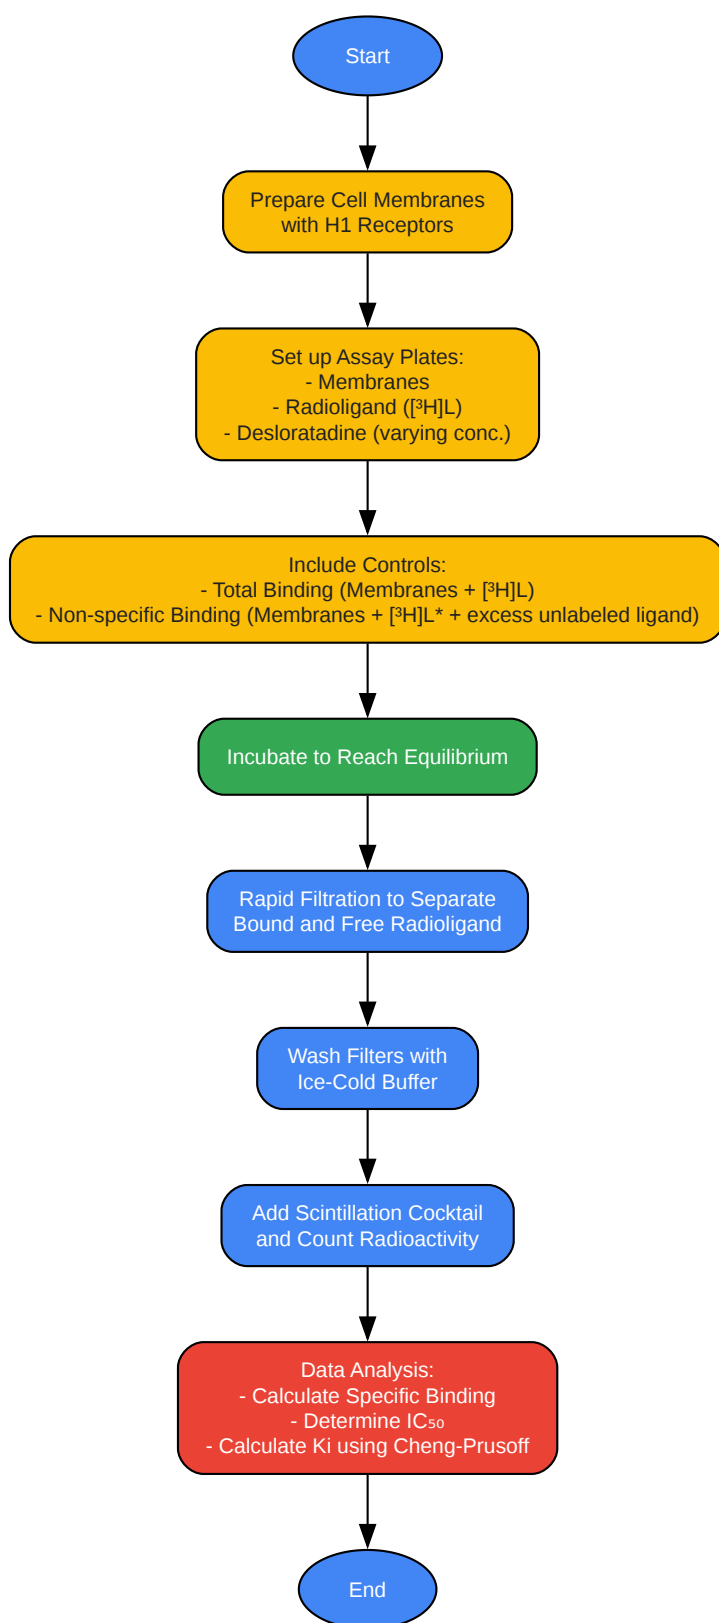 Start
Prepare Cell Membranes
with H1 Receptors
Set up Assay Plates:
- Membranes
- Radioligand ([³H]L)
- Desloratadine (varying conc.)
Include Controls:
- Total Binding (Membranes + [³H]L)
- Non-specific Binding (Membranes + [³H]L* + excess unlabeled ligand)
Incubate to Reach Equilibrium
Rapid Filtration to Separate
Bound and Free Radioligand
Wash Filters with
Ice-Cold Buffer
Add Scintillation Cocktail
and Count Radioactivity
Data Analysis:
- Calculate Specific Binding
- Determine IC₅₀
- Calculate Ki using Cheng-Prusoff
End